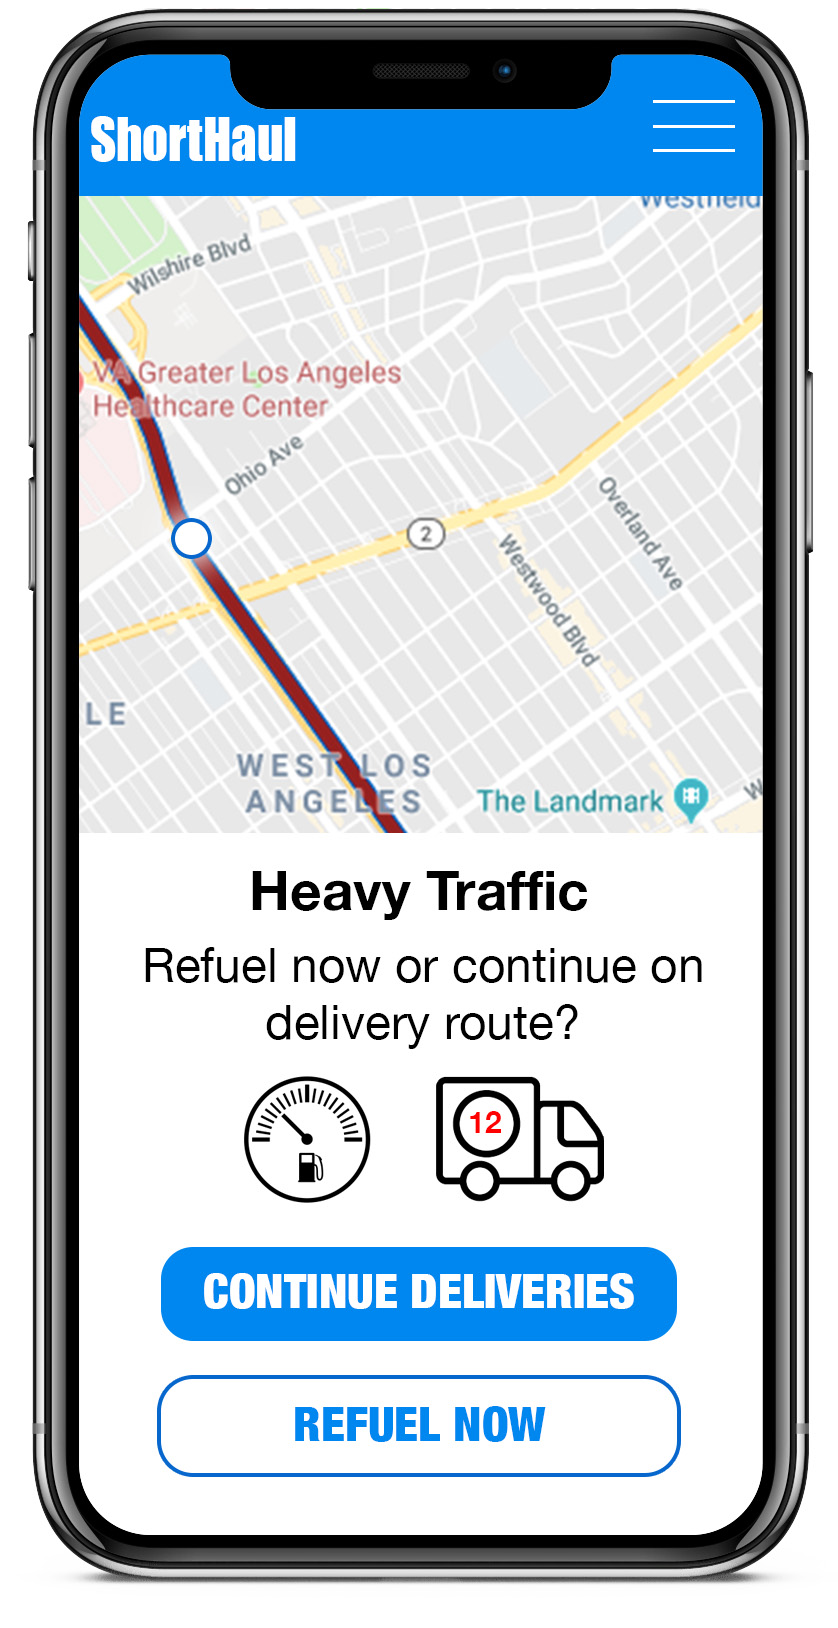 ShortHaul
Westfield
Wilshire Blvd
VA Greater Los Angeles
Healthcare Center
Ohio Ave
2
Overland Ave
Westwood Blvd
LE
WEST LOS
ANGELES
The Landmark
W
Heavy Traffic
Refuel now or continue on
delivery route?
12
CONTINUE DELIVERIES
REFUEL NOW